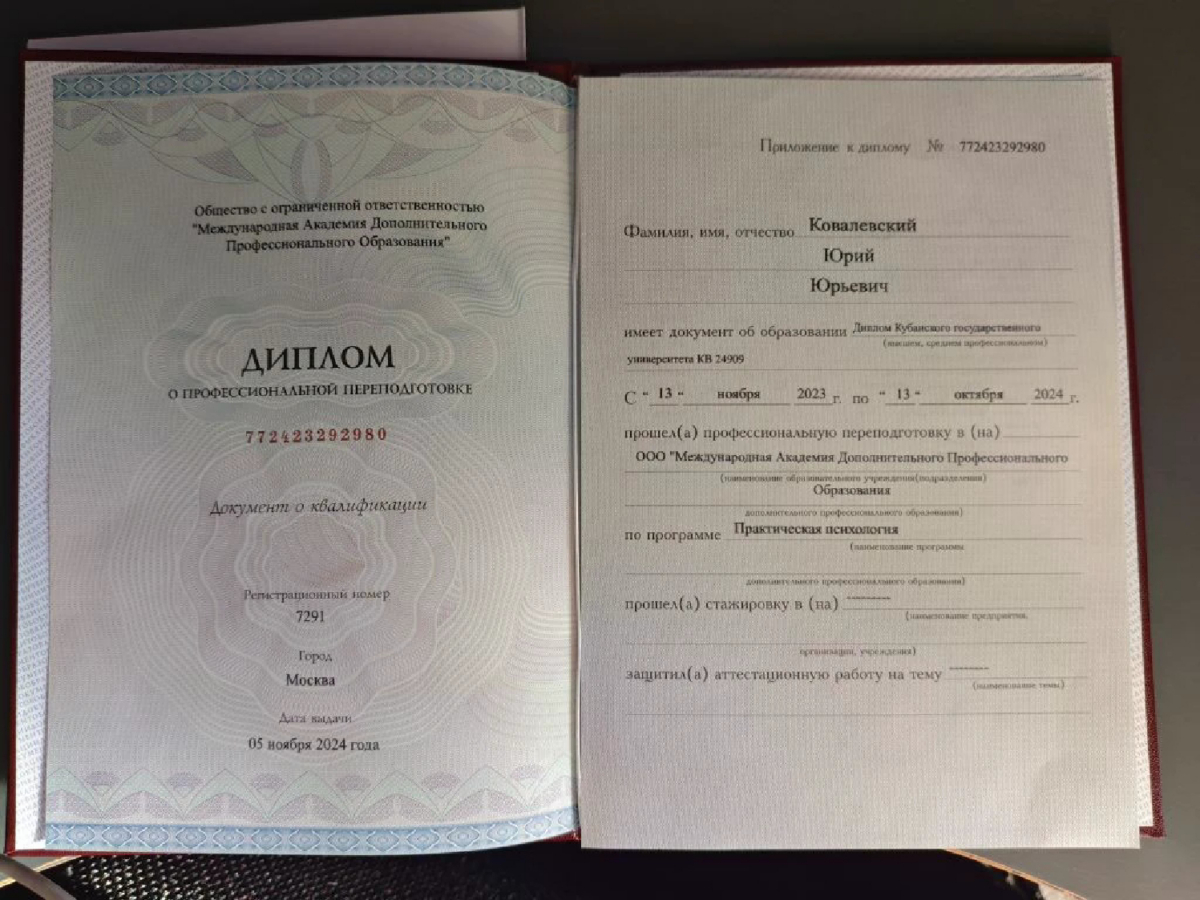 Общество с ограниченной ответственностью
"Международная Академия Дополнительного
Профессионального Образования"
ДИПЛОМ
О ПРОФЕССИОНАЛЬНОЙ ПЕРЕПОДГОТОВКЕ
772423292980
Документ о квалификации
Регистрационный номер
7291
Город
Москва
Дата выдачи
05 ноября 2024 года
Приложение к диплому № 772423292980
Фамилия, имя, отчество Ковалевский
Юрий
Юрьевич
имеет документ об образовании Диплом Кубанского государственного
(высшем, среднем профессиональном)
университета КВ 24909
С " 13 " ноября 2023 г. по " 13 " октября 2024 г.
прошел(а) профессиональную переподготовку в (на)
ООО "Международная Академия Дополнительного Профессионального
(наименование образовательного учреждения(подразделения)
Образования
дополнительного профессионального образования)
по программе Практическая психология
(наименование программы
дополнительного профессионального образования)
прошел(а) стажировку в (на) ---------
(наименование предприятия,
организации, учреждения)
защитил(а) аттестационную работу на тему --------
(наименование темы)